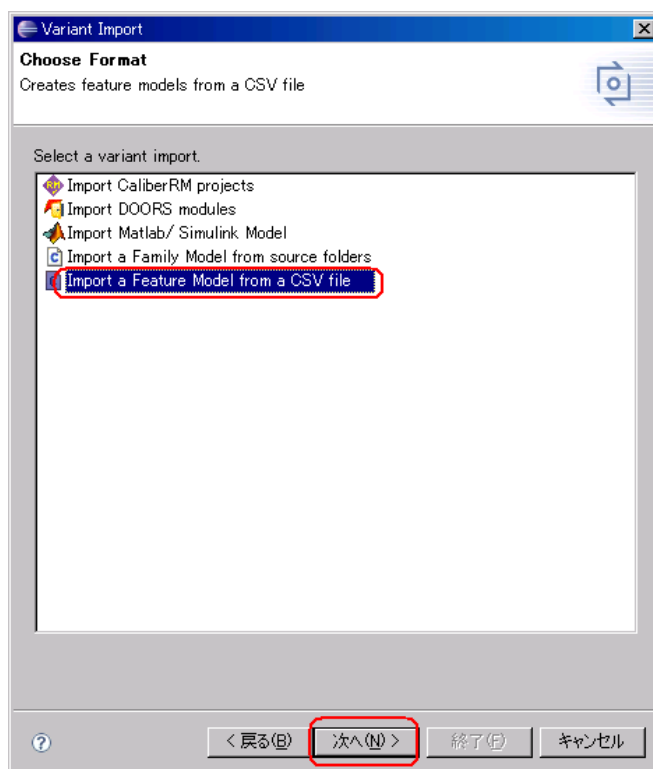 Variant Import
Choose Format
Creates feature models from a CSV file
Select a variant import.
Import CaliberRM projects
Import DOORS modules
Import Matlab/ Simulink Model
Import a Family Model from source folders
Import a Feature Model from a CSV file
< 戻る(B) 次へ(N) > 終了(F) キャンセル